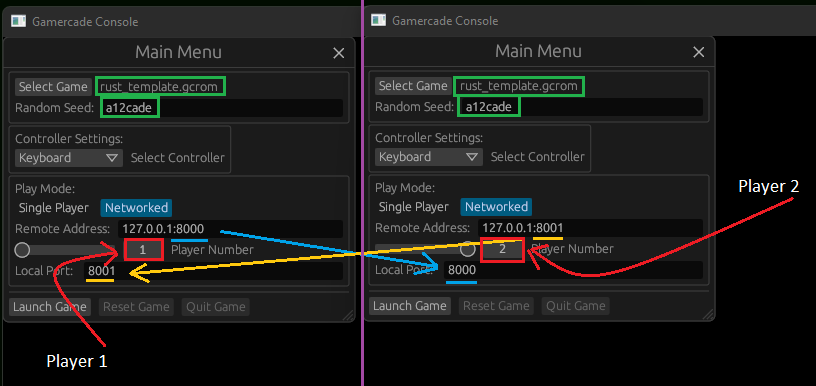 Gamercade Console
Main Menu
Select Game rust_template.gcrom
Random Seed: a12cade
Controller Settings:
Keyboard Select Controller
Play Mode:
Single Player Networked
Remote Address: 127.0.0.1:8000
1 Player Number
Local Port: 8001
Launch Game Reset Game Quit Game
Player 1
Gamercade Console
Main Menu
Select Game rust_template.gcrom
Random Seed: a12cade
Controller Settings:
Keyboard Select Controller
Play Mode:
Single Player Networked
Remote Address: 127.0.0.1:8001
2 Player Number
Local Port: 8000
Launch Game Reset Game Quit Game
Player 2